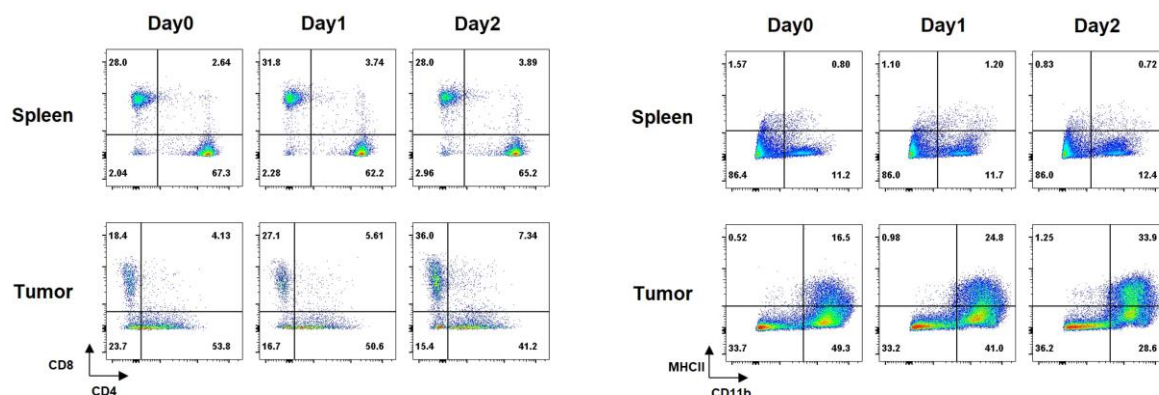 Day0 Day1 Day2
28.0 2.64 31.8 3.74 28.0 3.89
Spleen
2.04 67.3 2.28 62.2 2.96 65.2
18.4 4.13 27.1 5.61 36.0 7.34
Tumor
23.7 53.8 16.7 50.6 15.4 41.2
CD8
CD4
Day0 Day1 Day2
1.57 0.80 1.10 1.20 0.83 0.72
Spleen
86.4 11.2 86.0 11.7 86.0 12.4
0.52 16.5 0.98 24.8 1.25 33.9
Tumor
33.7 49.3 33.2 41.0 36.2 28.6
MHCII
CD11b